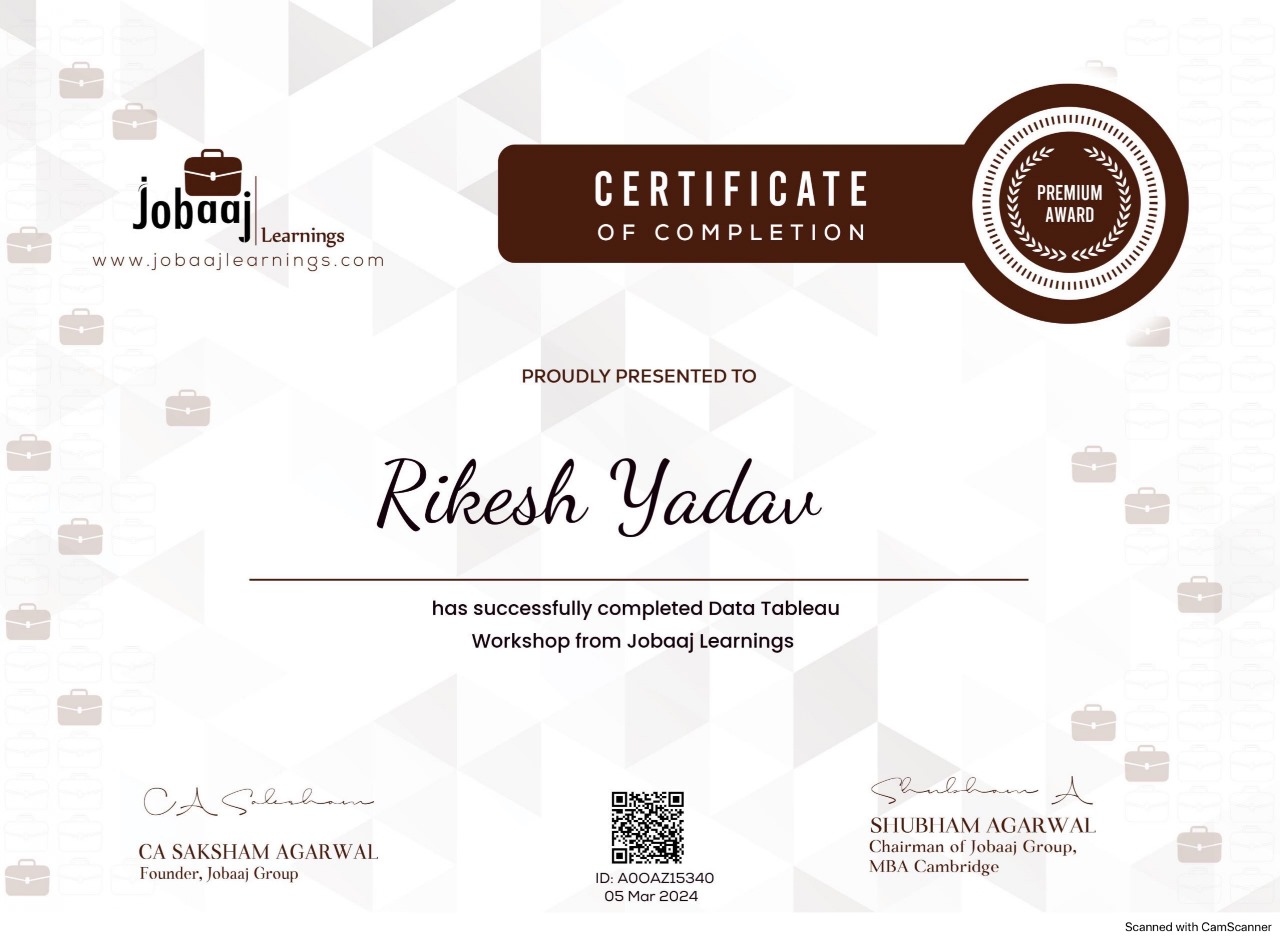 Jobaaj
Learnings
www.jobaajlearnings.com
CERTIFICATE
OF COMPLETION
PREMIUM
AWARD
PROUDLY PRESENTED TO
Rikesh Yadav
has successfully completed Data Tableau
Workshop from Jobaaj Learnings
CA Saksham
CA SAKSHAM AGARWAL
Founder, Jobaaj Group
ID: A0OAZ15340
05 Mar 2024
Shubham A
SHUBHAM AGARWAL
Chairman of Jobaaj Group,
MBA Cambridge
Scanned with CamScanner